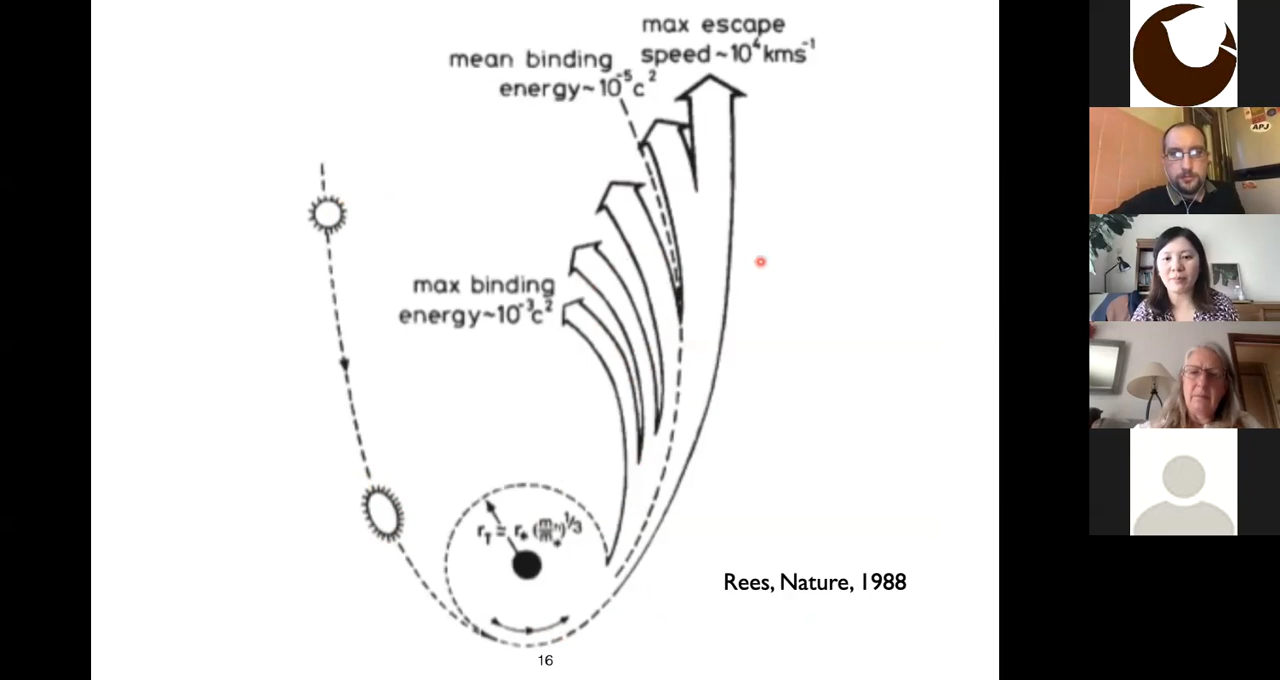 max escape
speed ~ 10⁴ kms⁻¹
mean binding
energy ~ 10⁻⁵c²
max binding
energy ~ 10⁻³c²
Rees, Nature, 1988
16
APJ